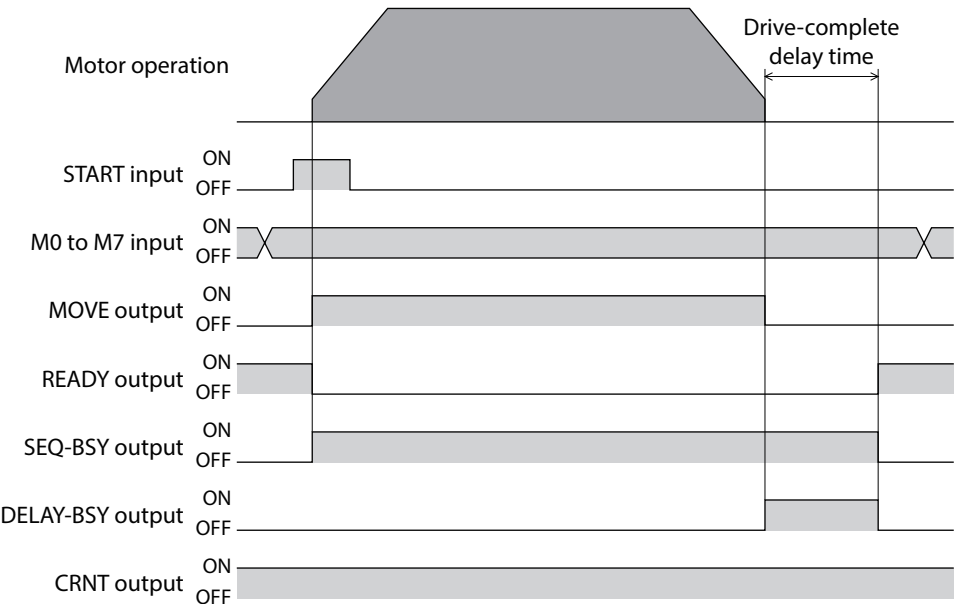 Drive-complete
delay time
Motor operation
START input
ON
OFF
M0 to M7 input
ON
OFF
MOVE output
ON
OFF
READY output
ON
OFF
SEQ-BSY output
ON
OFF
DELAY-BSY output
ON
OFF
CRNT output
ON
OFF